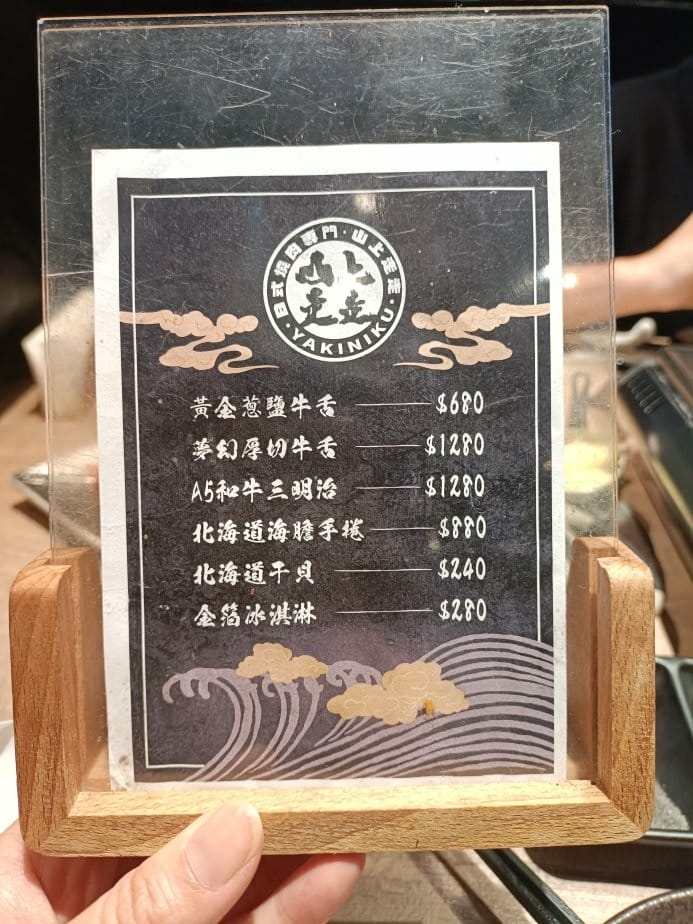 日式燒肉專門·山上走走
山上走走
·YAKINIKU·
黃金蔥鹽牛舌 $680
夢幻厚切牛舌 $1280
A5和牛三明治 $1280
北海道海膽手捲 $880
北海道干貝 $240
金箔冰淇淋 $280